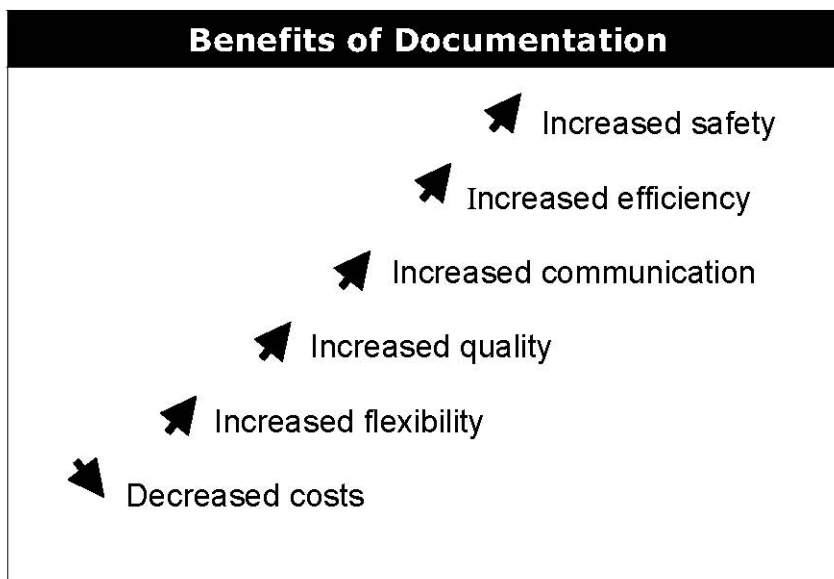 Benefits of Documentation
Increased safety
Increased efficiency
Increased communication
Increased quality
Increased flexibility
Decreased costs